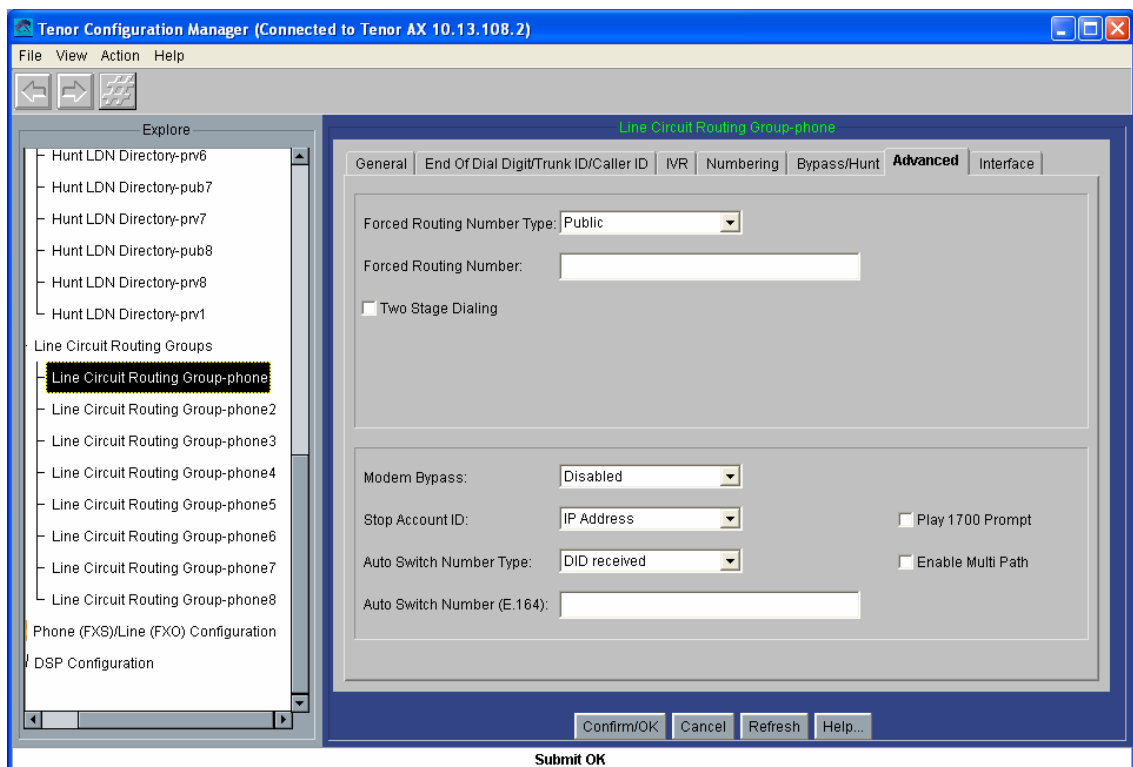 Tenor Configuration Manager (Connected to Tenor AX 10.13.108.2)
File View Action Help
Explore
Hunt LDN Directory-prv6
Hunt LDN Directory-pub7
Hunt LDN Directory-prv7
Hunt LDN Directory-pub8
Hunt LDN Directory-prv8
Hunt LDN Directory-prv1
Line Circuit Routing Groups
Line Circuit Routing Group-phone
Line Circuit Routing Group-phone2
Line Circuit Routing Group-phone3
Line Circuit Routing Group-phone4
Line Circuit Routing Group-phone5
Line Circuit Routing Group-phone6
Line Circuit Routing Group-phone7
Line Circuit Routing Group-phone8
Phone (FXS)/Line (FXO) Configuration
DSP Configuration
Line Circuit Routing Group-phone
General End Of Dial Digit/Trunk ID/Caller ID IVR Numbering Bypass/Hunt Advanced Interface
Forced Routing Number Type: Public
Forced Routing Number:
Two Stage Dialing
Modem Bypass: Disabled
Stop Account ID: IP Address Play 1700 Prompt
Auto Switch Number Type: DID received Enable Multi Path
Auto Switch Number (E.164):
Confirm/OK Cancel Refresh Help...
Submit OK